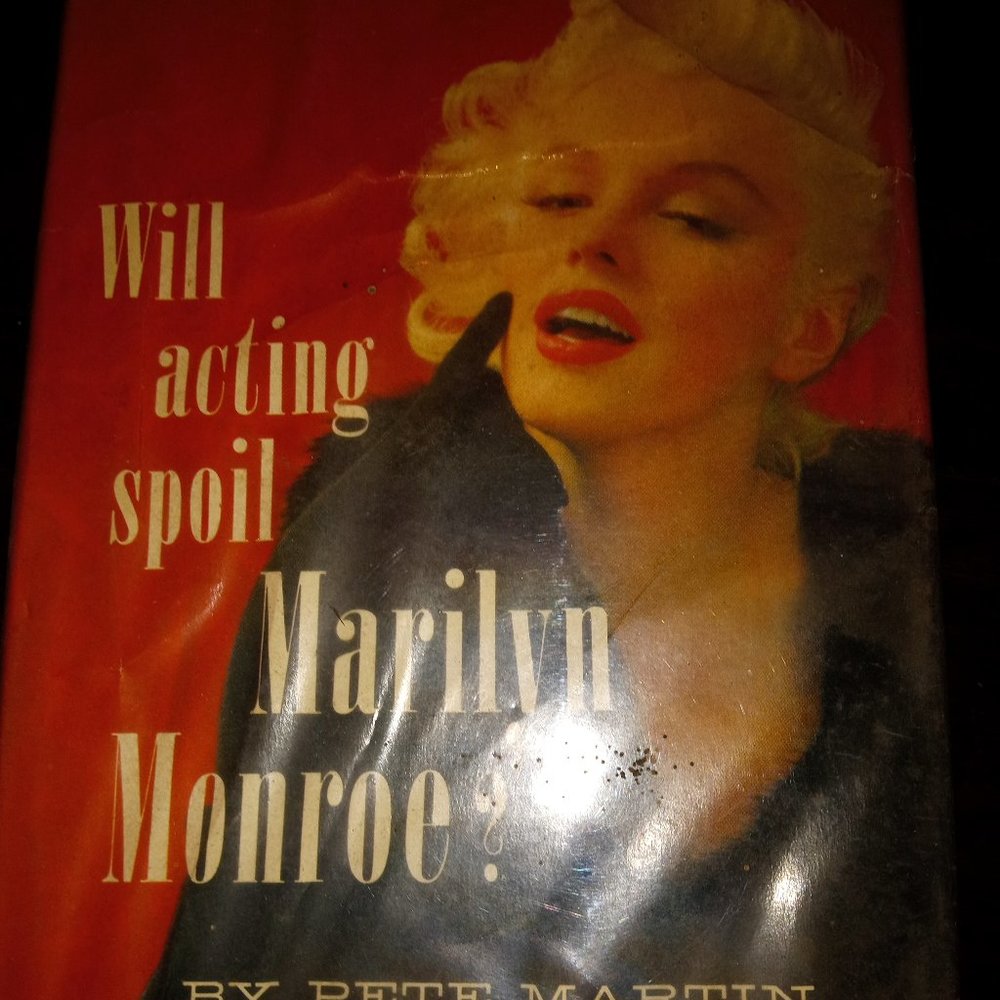 Will
acting
spoil
Marilyn
Monroe?
BY PETE MARTIN